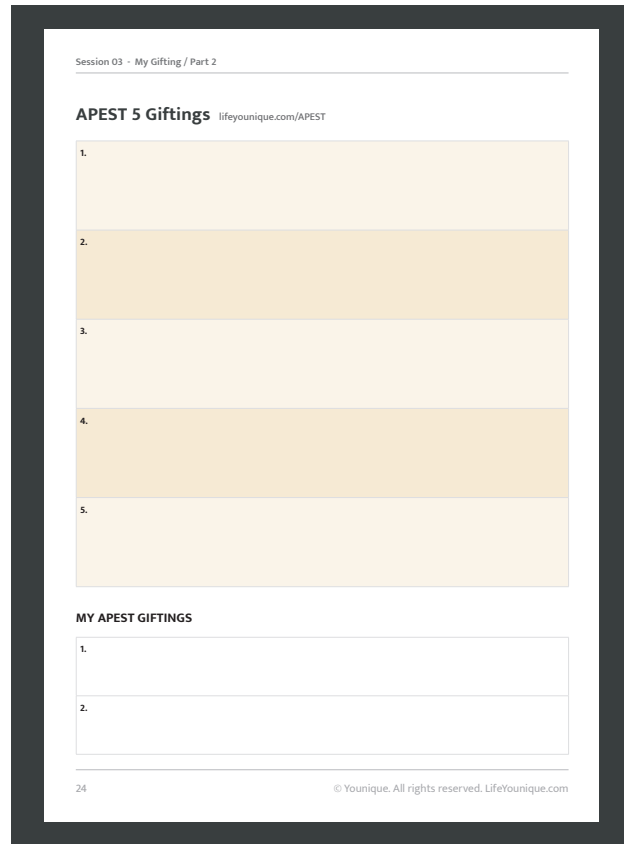 Session 03 - My Gifting / Part 2
APEST 5 Giftings lifeyounique.com/APEST
1.
2.
3.
4.
5.
MY APEST GIFTINGS
1.
2.
24 © Younique. All rights reserved. LifeYounique.com